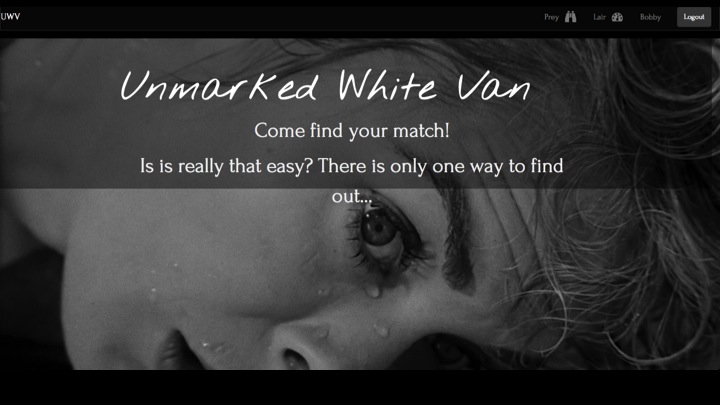 UWV
Prey
Lair
Bobby
Logout
Unmarked White Van
Come find your match!
Is is really that easy? There is only one way to find
out...